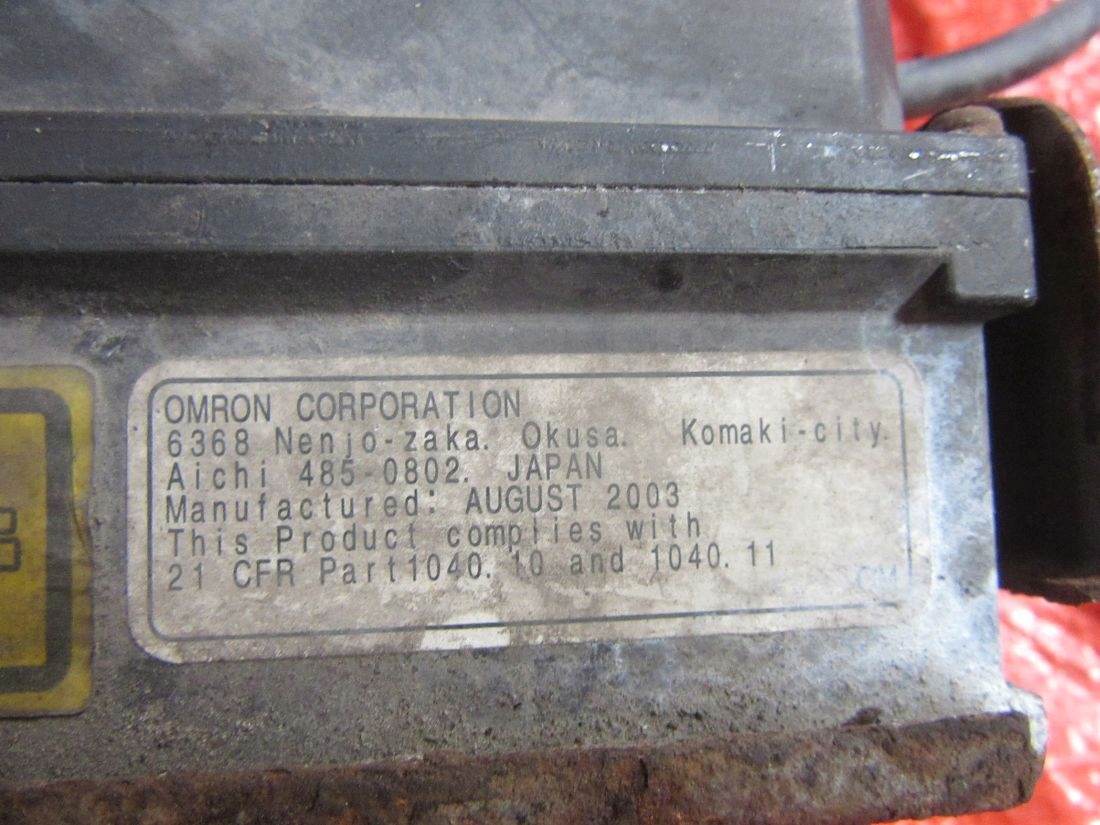 OMRON CORPORATION
6368 Nenjo-zaka. Okusa. Komaki-city.
Aichi 485-0802. JAPAN
Manufactured: AUGUST 2003
This Product complies with
21 CFR Part1040.10 and 1040.11